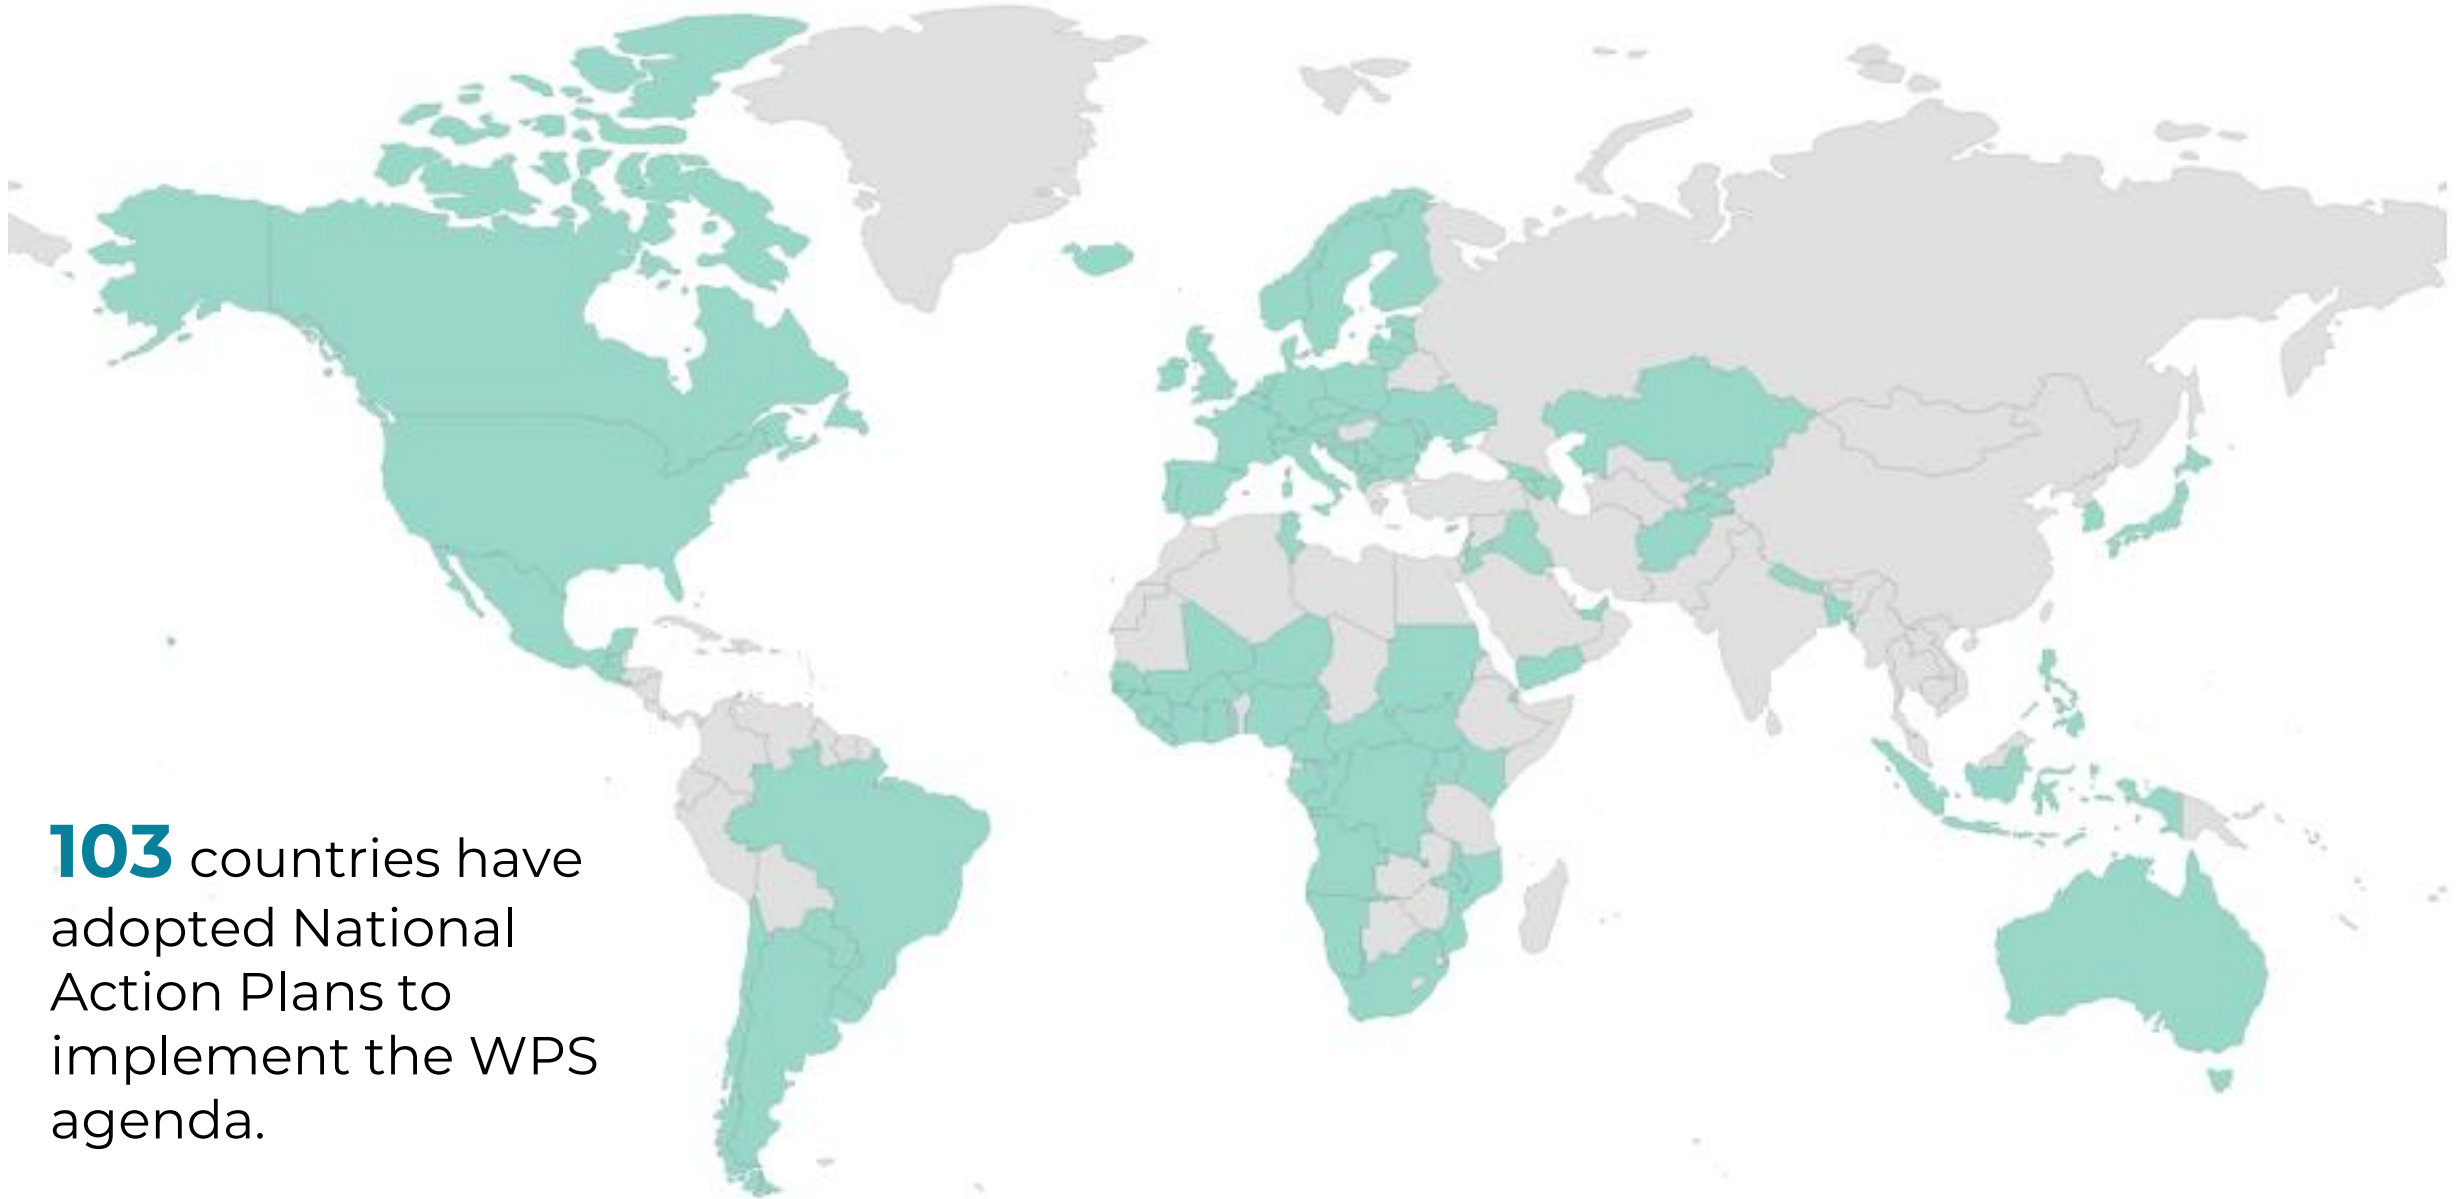 103 countries have
adopted National
Action Plans to
implement the WPS
agenda.